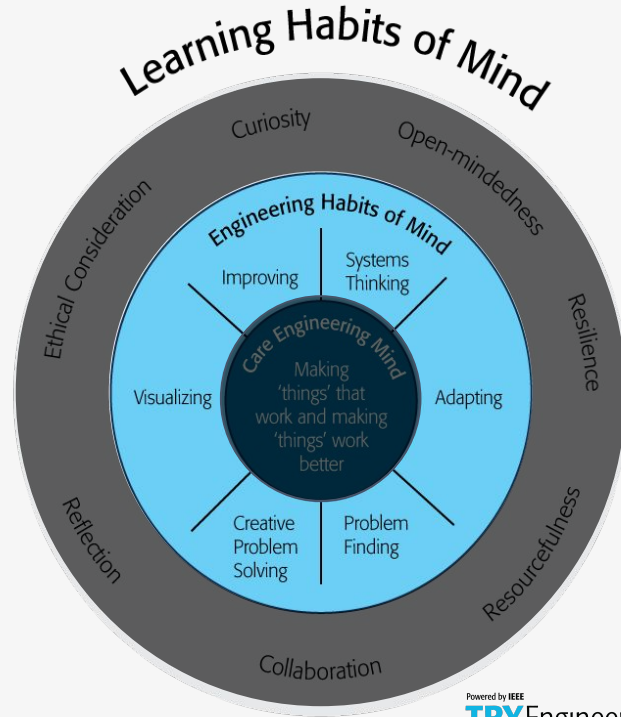 Learning Habits of Mind
Curiosity
Open-mindedness
Ethical Consideration
Resilience
Reflection
Resourcefulness
Collaboration
Engineering Habits of Mind
Improving
Systems
Thinking
Visualizing
Adapting
Creative
Problem
Solving
Problem
Finding
Care Engineering Mind
Making
'things' that
work and making
'things' work
better
Powered by IEEE
TRYEnginee